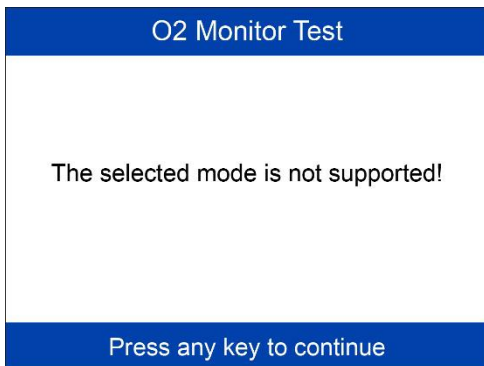 O2 Monitor Test
The selected mode is not supported!
Press any key to continue